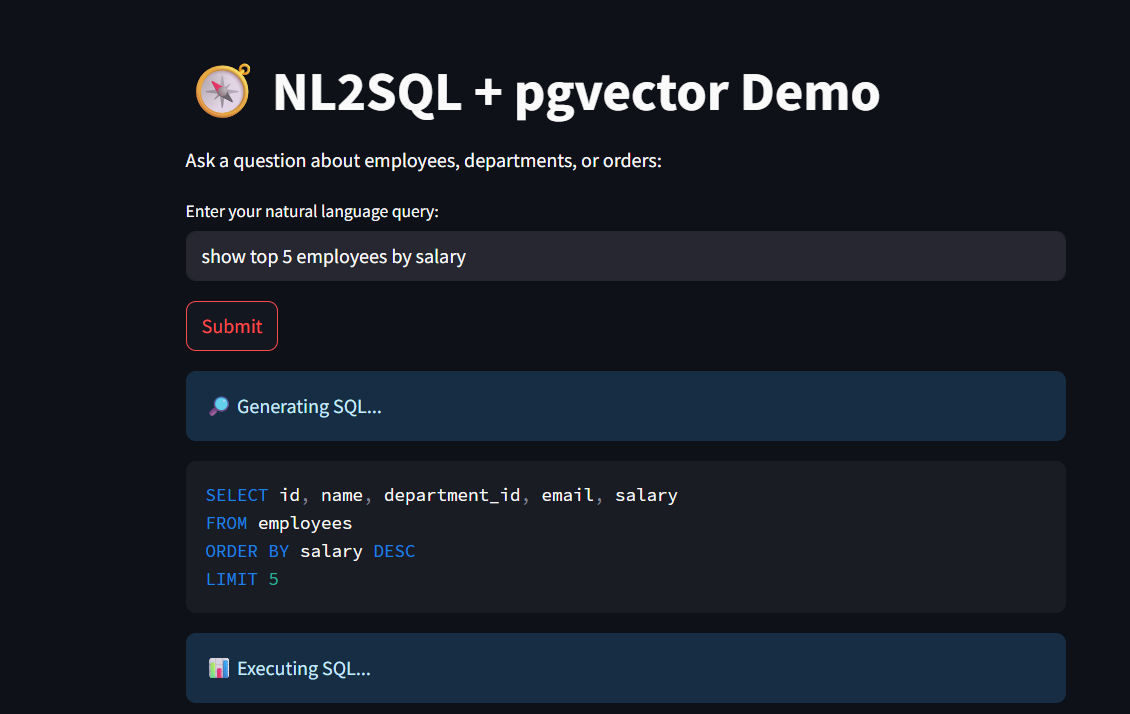 NL2SQL + pgvector Demo
Ask a question about employees, departments, or orders:
Enter your natural language query:
show top 5 employees by salary
Submit
Generating SQL...
SELECT id, name, department_id, email, salary
FROM employees
ORDER BY salary DESC
LIMIT 5
Executing SQL...